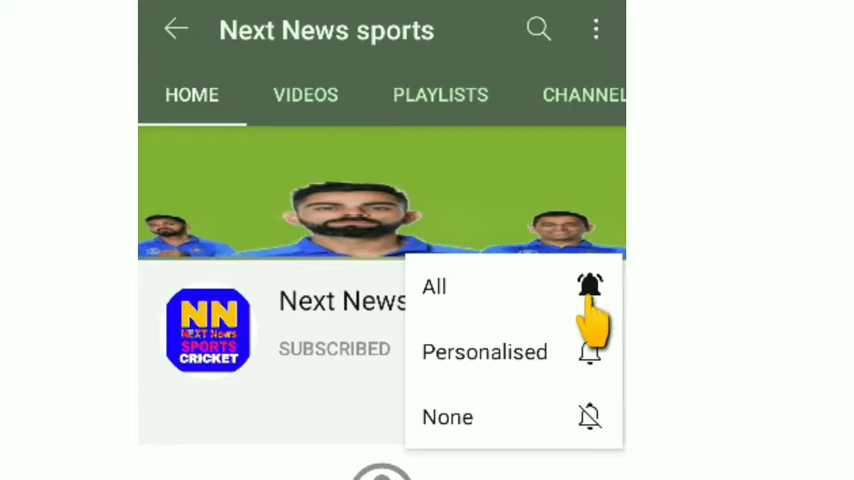 Next News sports
HOME VIDEOS PLAYLISTS CHANNEL
All
Next News
NN
NEXT News
SPORTS
CRICKET
SUBSCRIBED
Personalised
None